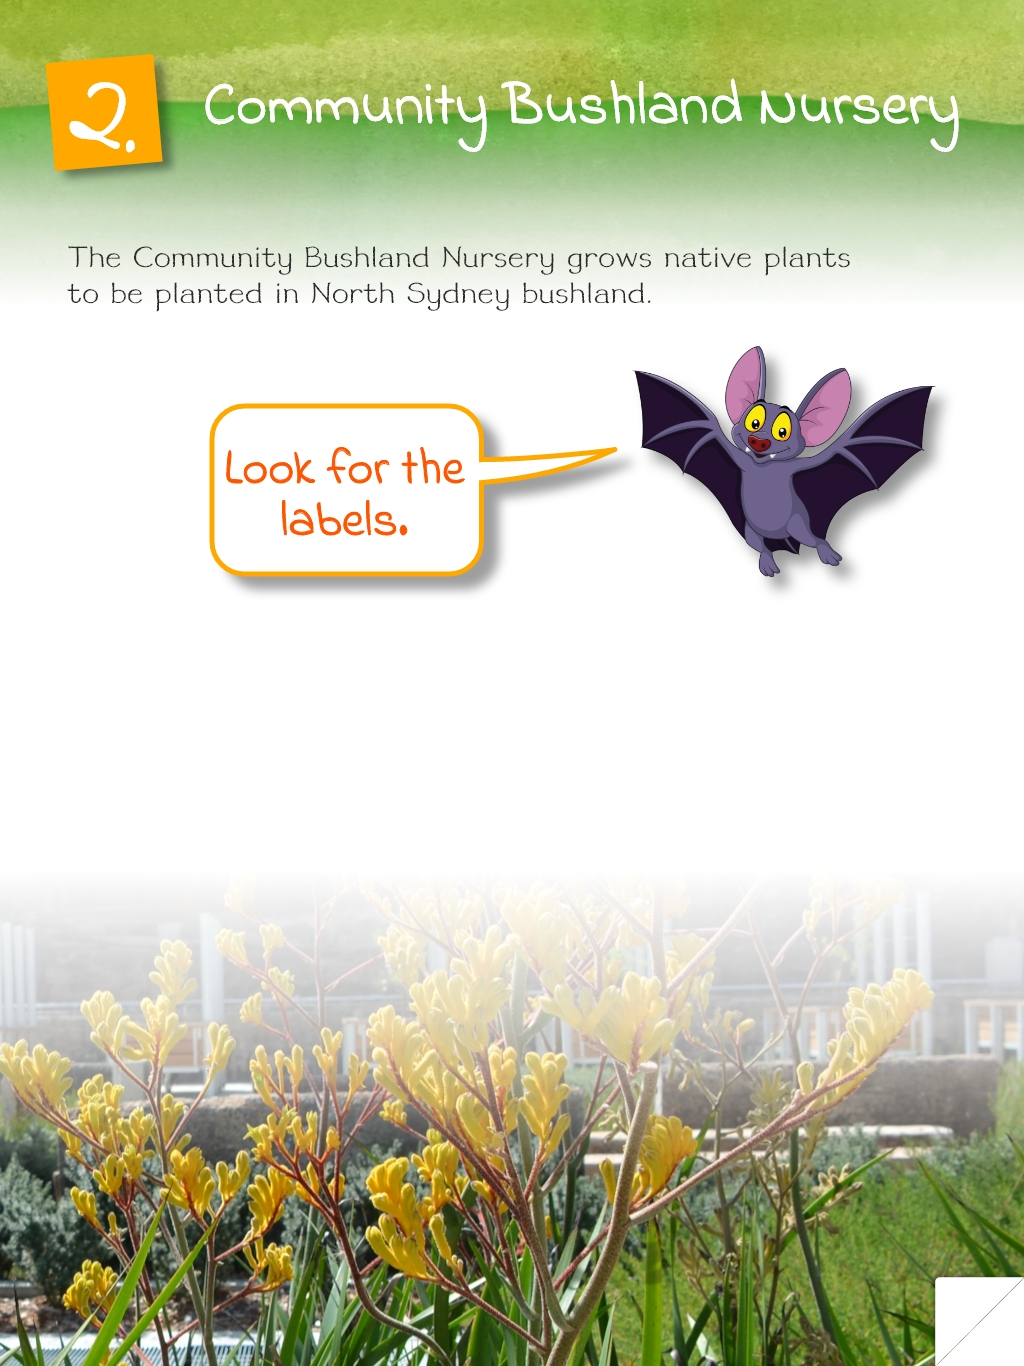 2.
Community Bushland Nursery
The Community Bushland Nursery grows native plants
to be planted in North Sydney bushland.
Look for the
labels.